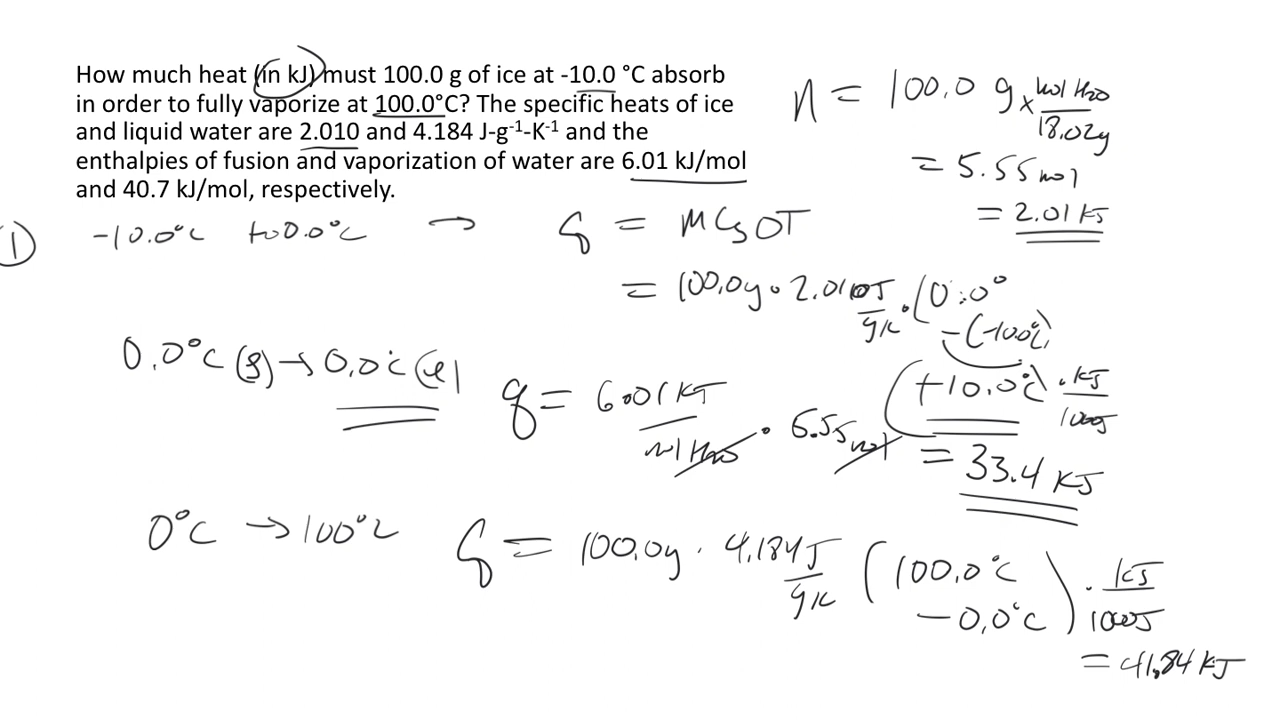 How much heat (in kJ) must 100.0 g of ice at -10.0 °C absorb
in order to fully vaporize at 100.0°C? The specific heats of ice
and liquid water are 2.010 and 4.184 J-g-1-K-1 and the
enthalpies of fusion and vaporization of water are 6.01 kJ/mol
and 40.7 kJ/mol, respectively.
n = 100.0 g x mol H2O / 18.02g
= 5.55 mol
= 2.01 kJ
1) -10.0°C to 0.0°C → q = mCsΔT
= 100.0g · 2.010J / gK · (0.0° - (-10.0°C)
(+10.0°C) · kJ / 1000J
0.0°C (s) → 0.0°C (l)
q = 6.01 kJ / mol H2O · 5.55 mol
= 33.4 kJ
0°C → 100°C q = 100.0g · 4.184J / gK (100.0°C - 0.0°C) · kJ / 1000J
= 41.84 kJ